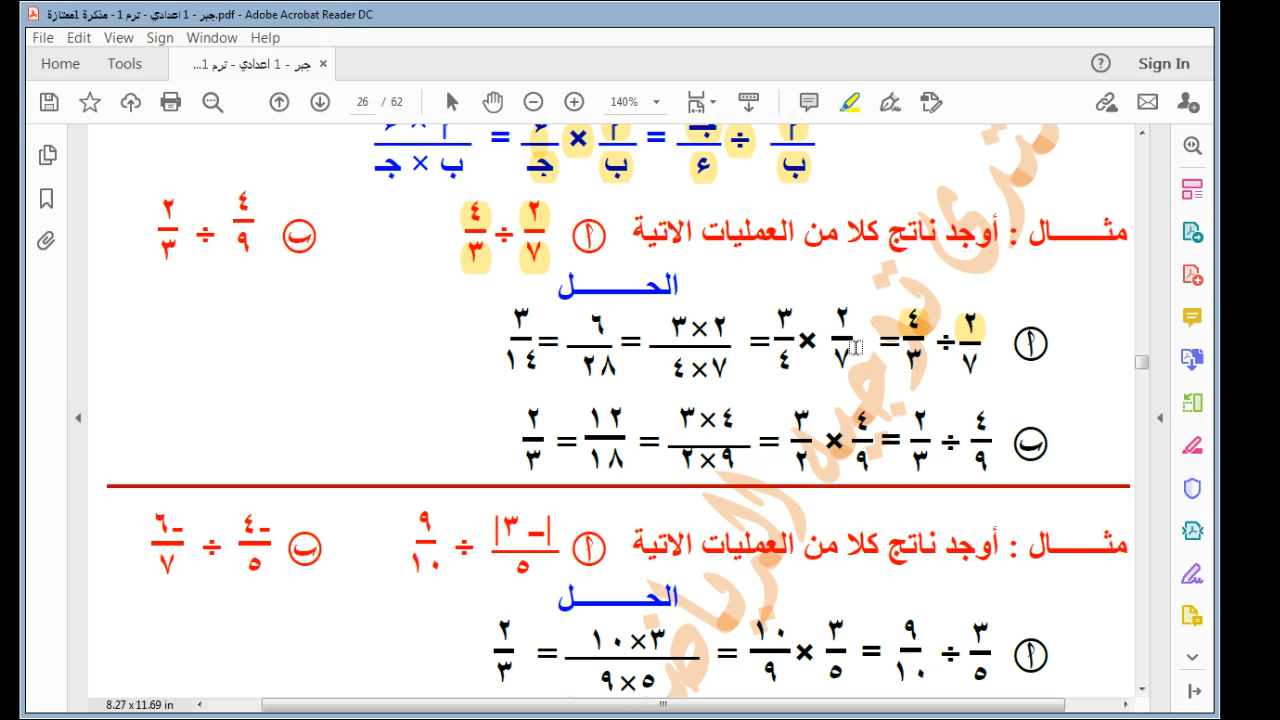 جبر - 1 اعدادي - ترم 1 - مذكرة 1ممتازة.pdf - Adobe Acrobat Reader DC
File Edit View Sign Window Help
Home Tools جبر - 1 اعدادي - ترم 1... × Sign In
26 / 62 140%
أ/ب ÷ ج/ء = أ/ب × ء/ج = أ × ء / ب × ج
مثـــــال : أوجد ناتج كلا من العمليات الاتية أ ٢/٧ ÷ ٤/٣ ب ٤/٩ ÷ ٢/٣
الحـــــــل
أ ٢/٧ ÷ ٤/٣ = ٢/٧ × ٣/٤ = ٢×٣ / ٧×٤ = ٦/٢٨ = ٣/١٤
ب ٤/٩ ÷ ٢/٣ = ٤/٩ × ٣/٢ = ٤×٣ / ٩×٢ = ١٢/١٨ = ٢/٣
مثـــــال : أوجد ناتج كلا من العمليات الاتية أ |-٣|/٥ ÷ ٩/١٠ ب -٤/٥ ÷ -٦/٧
الحـــــــل
أ ٣/٥ ÷ ٩/١٠ = ٣/٥ × ١٠/٩ = ٣×١٠ / ٥×٩ = ٢/٣
8.27 x 11.69 in